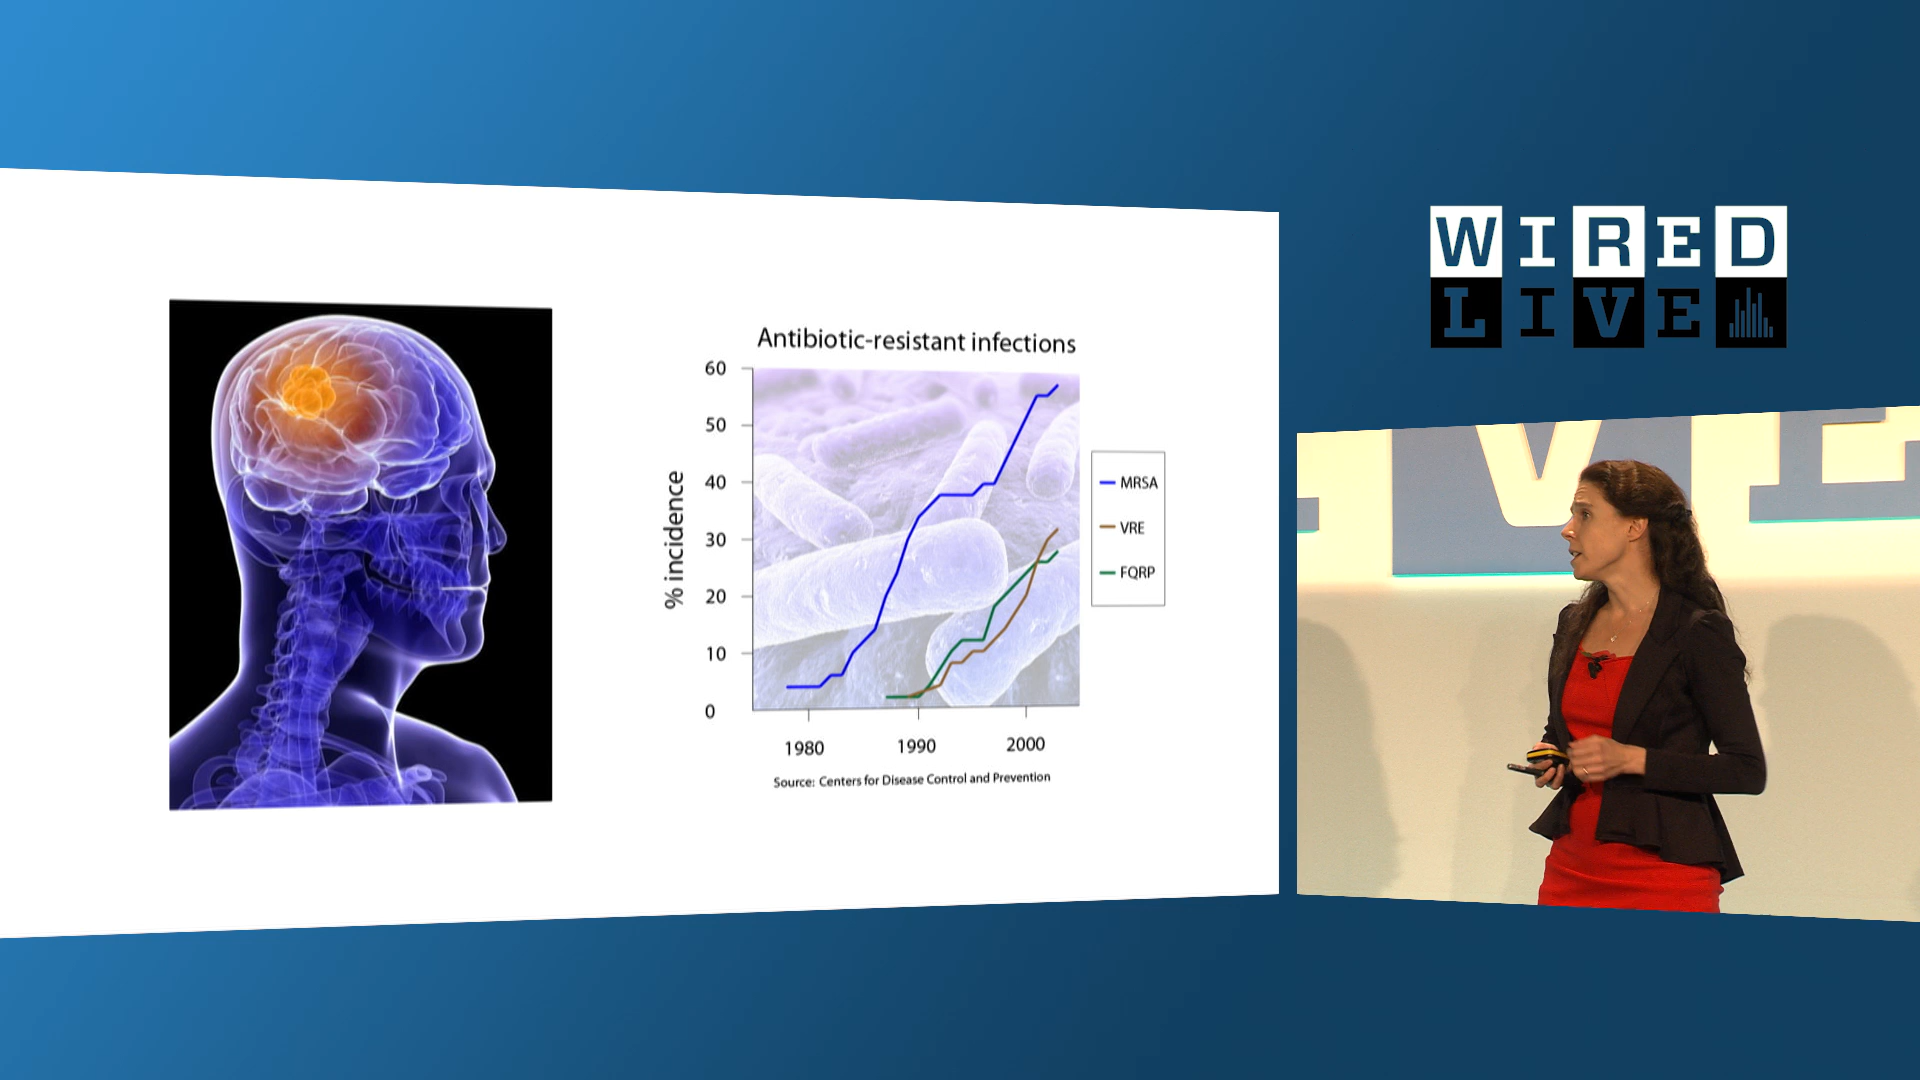 WIRED
LIVE
Antibiotic-resistant infections
60
50
40
30
20
10
0
% incidence
1980 1990 2000
MRSA
VRE
FQRP
Source: Centers for Disease Control and Prevention